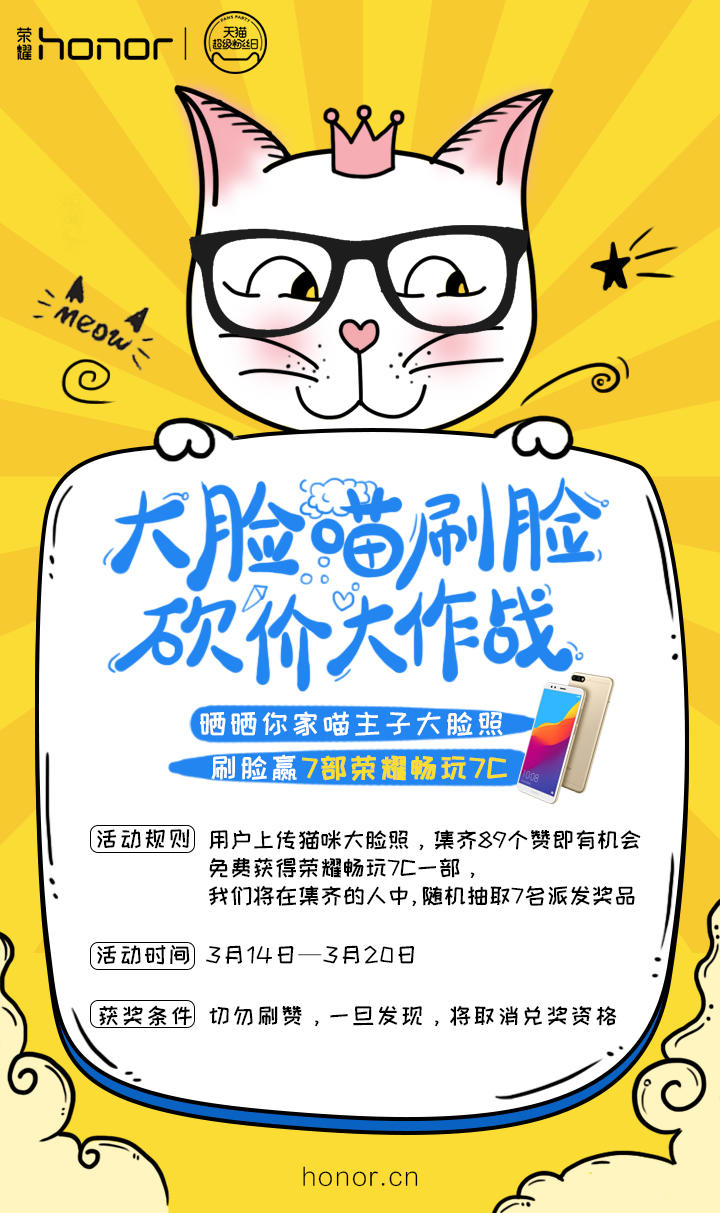 荣耀 honor
FANS PARTY
天猫
超级粉丝日
MEOW
大脸喵刷脸
砍价大作战
晒晒你家喵主子大脸照
刷脸赢7部荣耀畅玩7C
10:08
活动规则 用户上传猫咪大脸照，集齐89个赞即有机会
免费获得荣耀畅玩7C一部，
我们将在集齐的人中,随机抽取7名派发奖品
活动时间 3月14日—3月20日
获奖条件 切勿刷赞，一旦发现，将取消兑奖资格
honor.cn